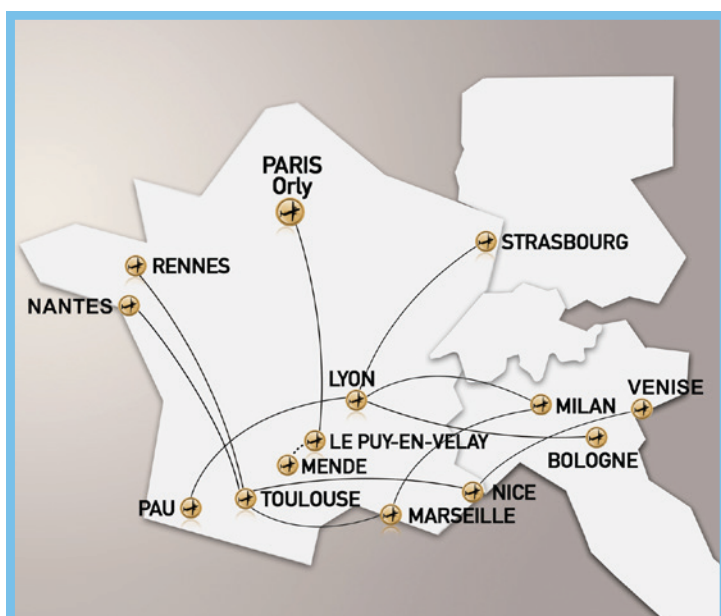 PARIS
Orly
STRASBOURG
RENNES
NANTES
LYON
VENISE
MILAN
LE PUY-EN-VELAY
BOLOGNE
MENDE
NICE
TOULOUSE
PAU
MARSEILLE